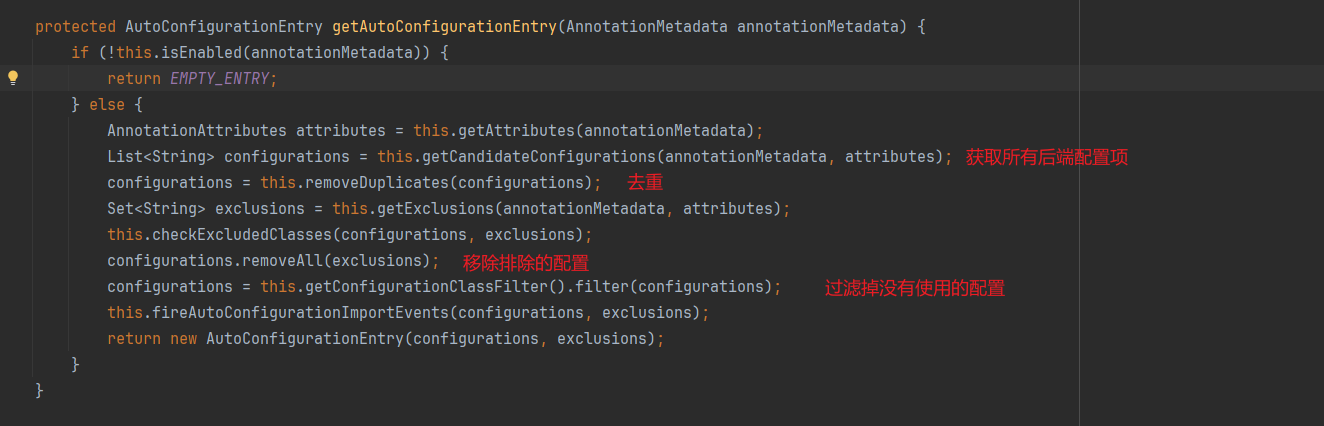 protected AutoConfigurationEntry getAutoConfigurationEntry(AnnotationMetadata annotationMetadata) {
if (!this.isEnabled(annotationMetadata)) {
return EMPTY_ENTRY;
} else {
AnnotationAttributes attributes = this.getAttributes(annotationMetadata);
List<String> configurations = this.getCandidateConfigurations(annotationMetadata, attributes); 获取所有后端配置项
configurations = this.removeDuplicates(configurations); 去重
Set<String> exclusions = this.getExclusions(annotationMetadata, attributes);
this.checkExcludedClasses(configurations, exclusions);
configurations.removeAll(exclusions); 移除排除的配置
configurations = this.getConfigurationClassFilter().filter(configurations); 过滤掉没有使用的配置
this.fireAutoConfigurationImportEvents(configurations, exclusions);
return new AutoConfigurationEntry(configurations, exclusions);
}
}